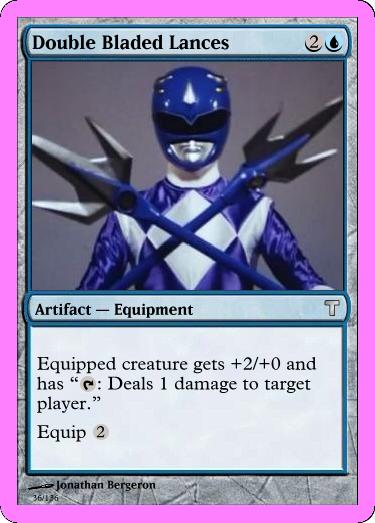 Double Bladed Lances 2
Artifact — Equipment T
Equipped creature gets +2/+0 and
has “T: Deals 1 damage to target
player.”
Equip 2
Jonathan Bergeron
36/136